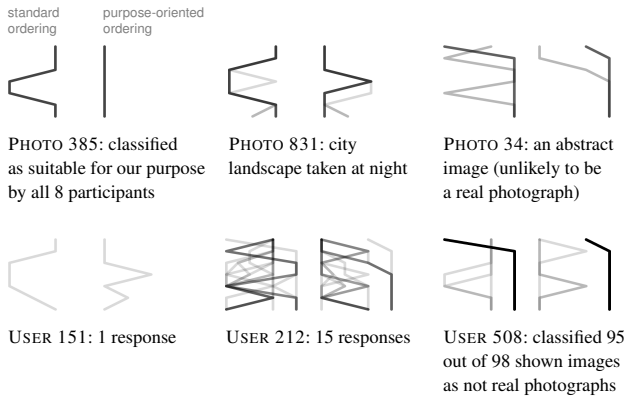 standard
ordering
purpose-oriented
ordering
PHOTO 385: classified
as suitable for our purpose
by all 8 participants
PHOTO 831: city
landscape taken at night
PHOTO 34: an abstract
image (unlikely to be
a real photograph)
USER 151: 1 response
USER 212: 15 responses
USER 508: classified 95
out of 98 shown images
as not real photographs